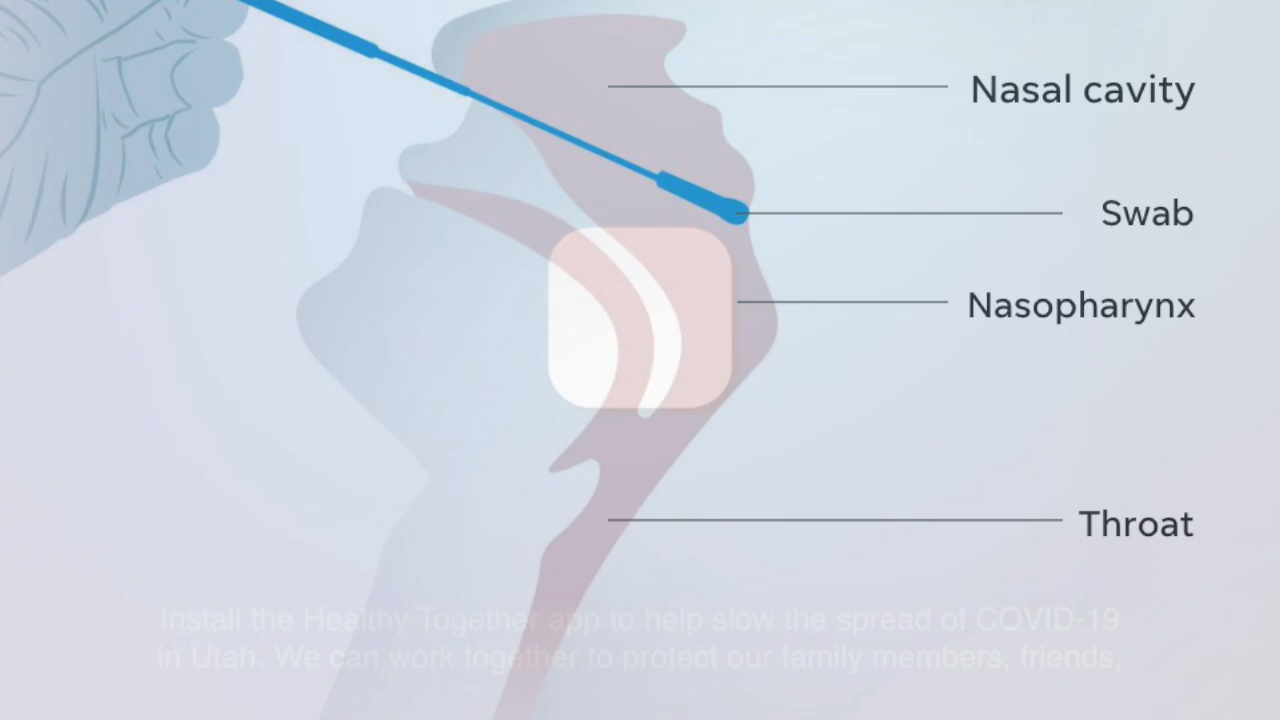 Nasal cavity
Swab
Nasopharynx
Throat
Install the Healthy Together app to help slow the spread of COVID-19
in Utah. We can work together to protect our family members, friends,